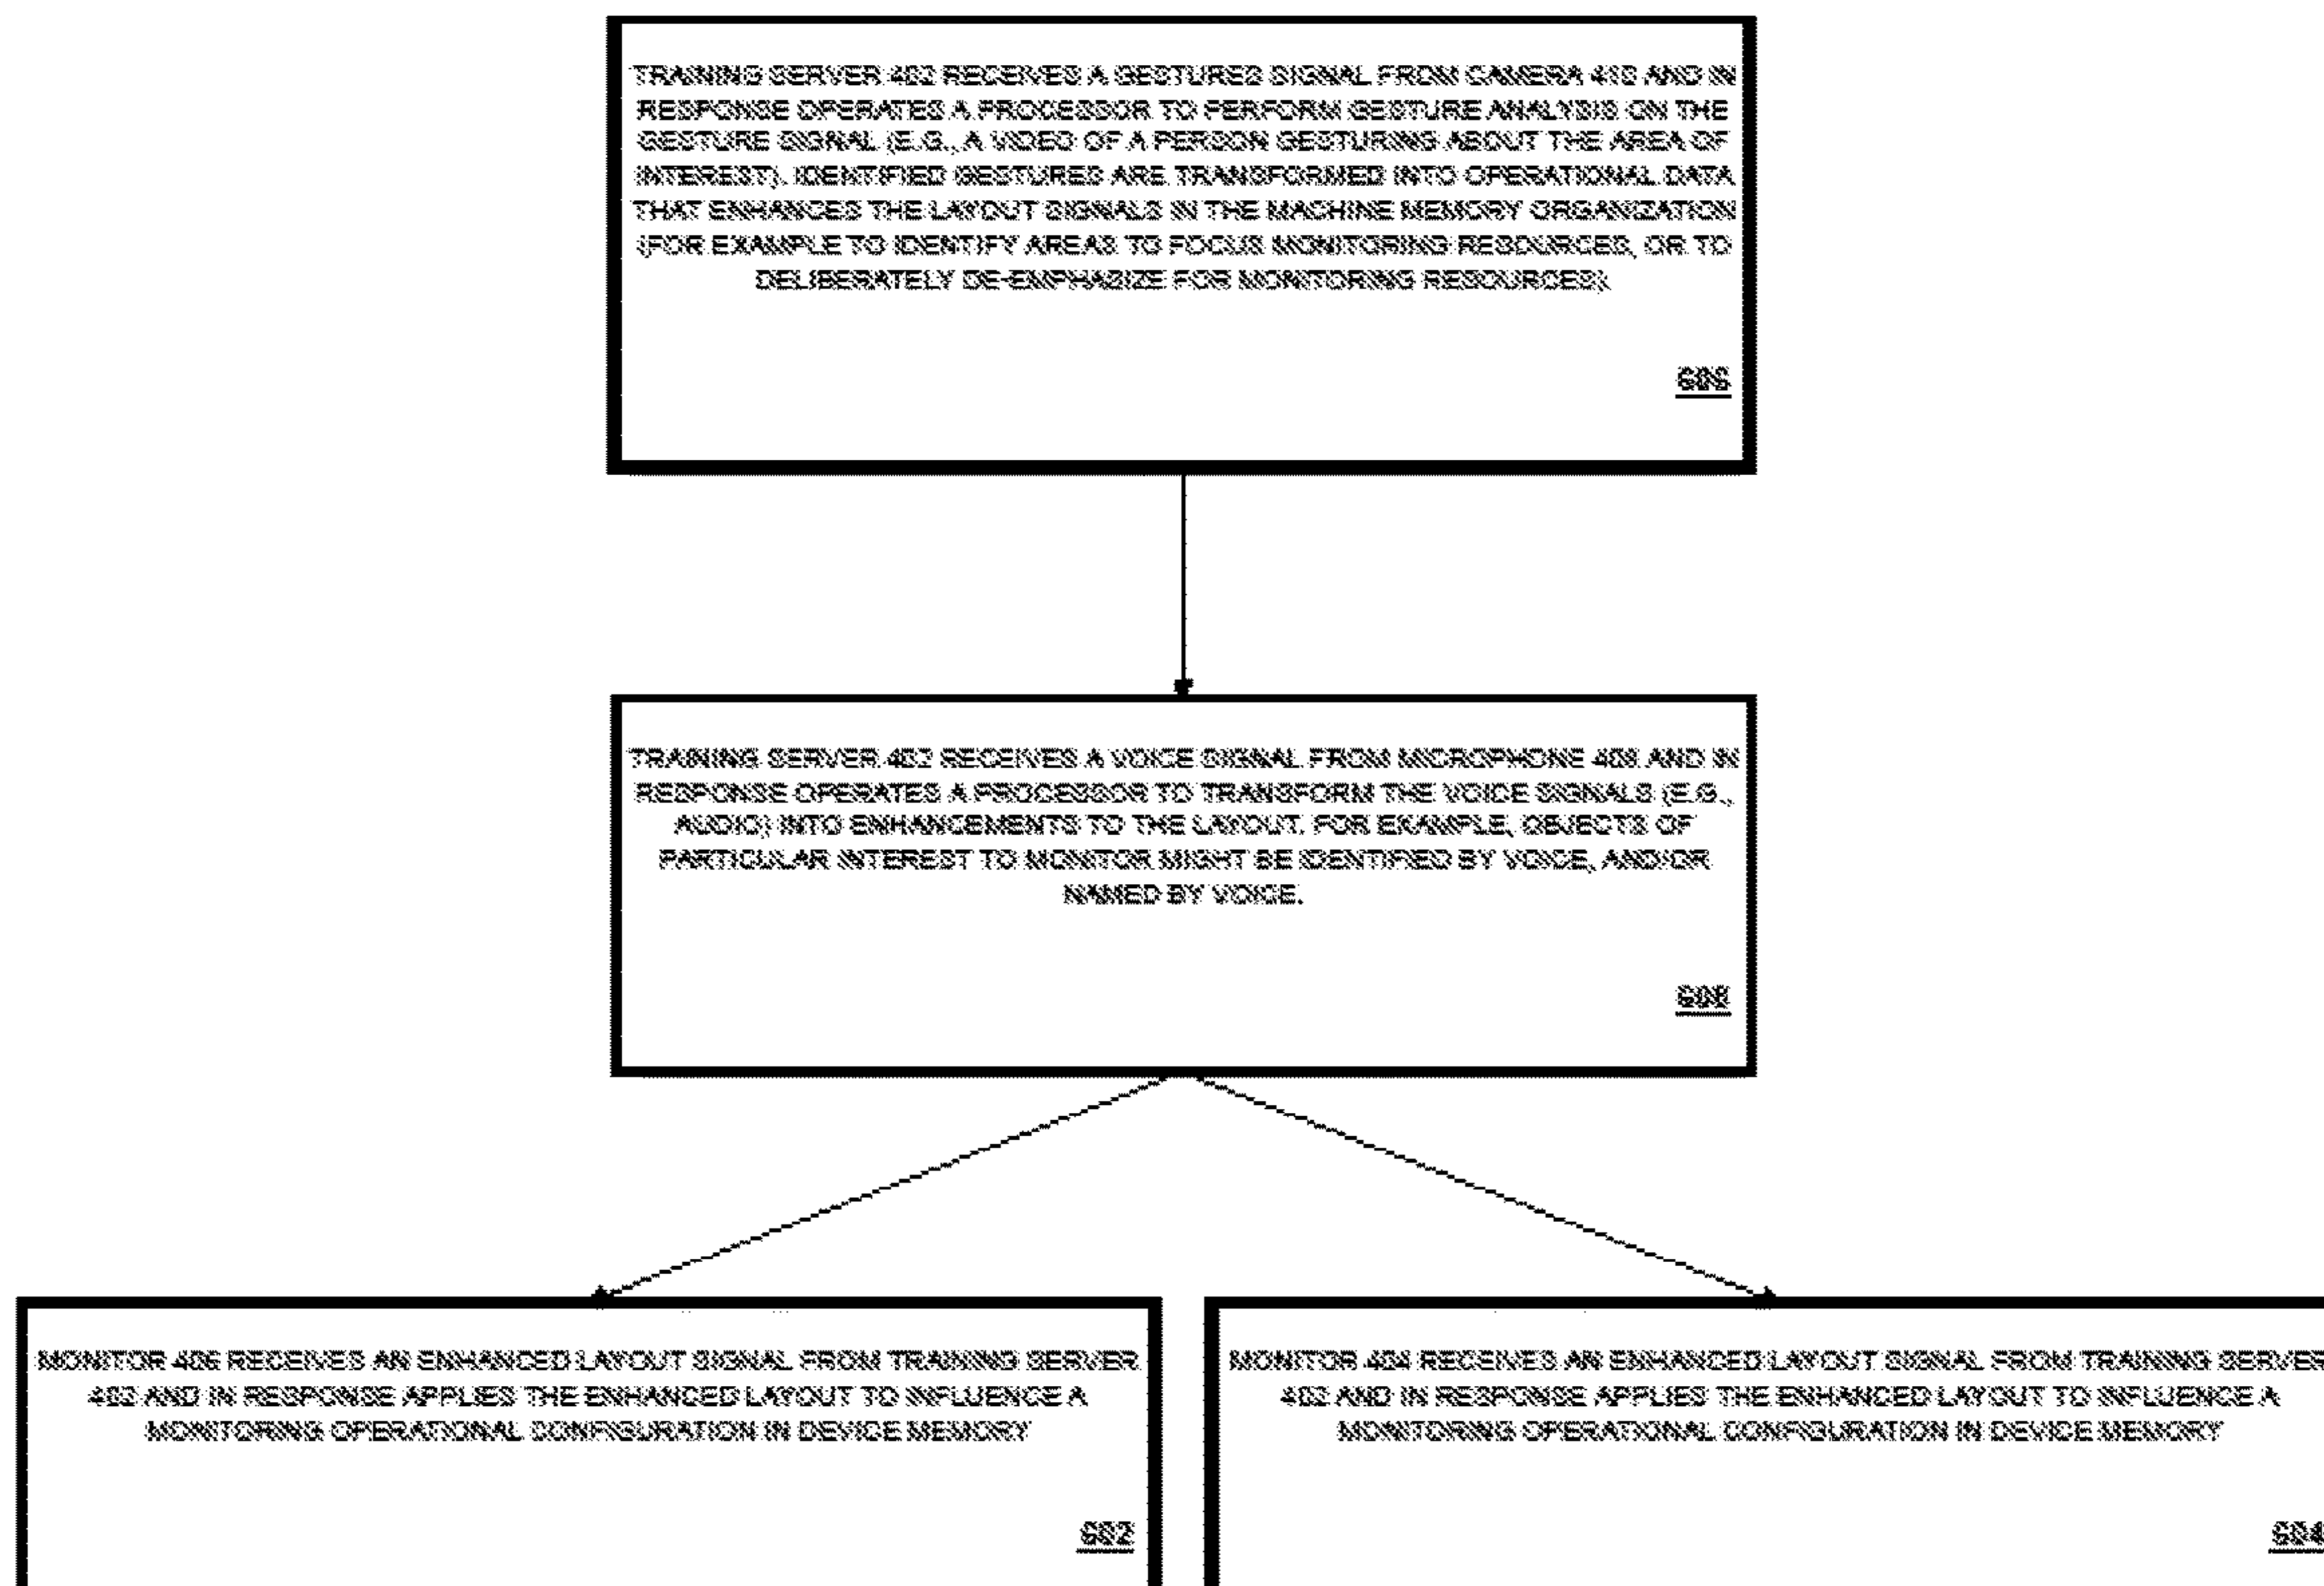 TRAINING SERVER 402 RECEIVES A GESTURES SIGNAL FROM CAMERA 410 AND IN
RESPONSE OPERATES A PROCESSOR TO PERFORM GESTURE ANALYSIS ON THE
GESTURE SIGNAL (E.G., A VIDEO OF A PERSON GESTURING ABOUT THE AREA OF
INTEREST). IDENTIFIED GESTURES ARE TRANSFORMED INTO OPERATIONAL DATA
THAT ENHANCES THE LAYOUT SIGNALS IN THE MACHINE MEMORY ORGANIZATION
(FOR EXAMPLE TO IDENTIFY AREAS TO FOCUS MONITORING RESOURCES, OR TO
DELIBERATELY DE-EMPHASIZE FOR MONITORING RESOURCES).
606
TRAINING SERVER 402 RECEIVES A VOICE SIGNAL FROM MICROPHONE 408 AND IN
RESPONSE OPERATES A PROCESSOR TO TRANSFORM THE VOICE SIGNALS (E.G.,
AUDIO) INTO ENHANCEMENTS TO THE LAYOUT. FOR EXAMPLE, OBJECTS OF
PARTICULAR INTEREST TO MONITOR MIGHT BE IDENTIFIED BY VOICE, AND/OR
NAMED BY VOICE.
608
MONITOR 406 RECEIVES AN ENHANCED LAYOUT SIGNAL FROM TRAINING SERVER
402 AND IN RESPONSE APPLIES THE ENHANCED LAYOUT TO INFLUENCE A
MONITORING OPERATIONAL CONFIGURATION IN DEVICE MEMORY
602
MONITOR 404 RECEIVES AN ENHANCED LAYOUT SIGNAL FROM TRAINING SERVER
402 AND IN RESPONSE APPLIES THE ENHANCED LAYOUT TO INFLUENCE A
MONITORING OPERATIONAL CONFIGURATION IN DEVICE MEMORY
604